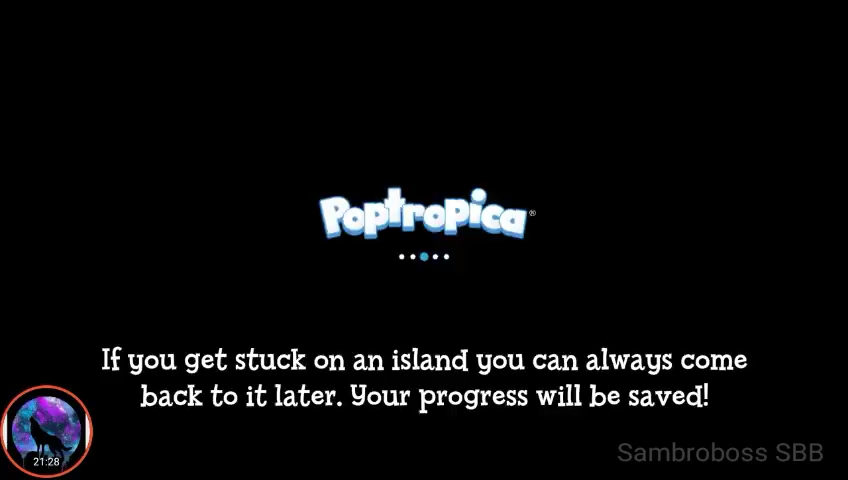 Poptropica®
If you get stuck on an island you can always come
back to it later. Your progress will be saved!
21:28
Sambroboss SBB